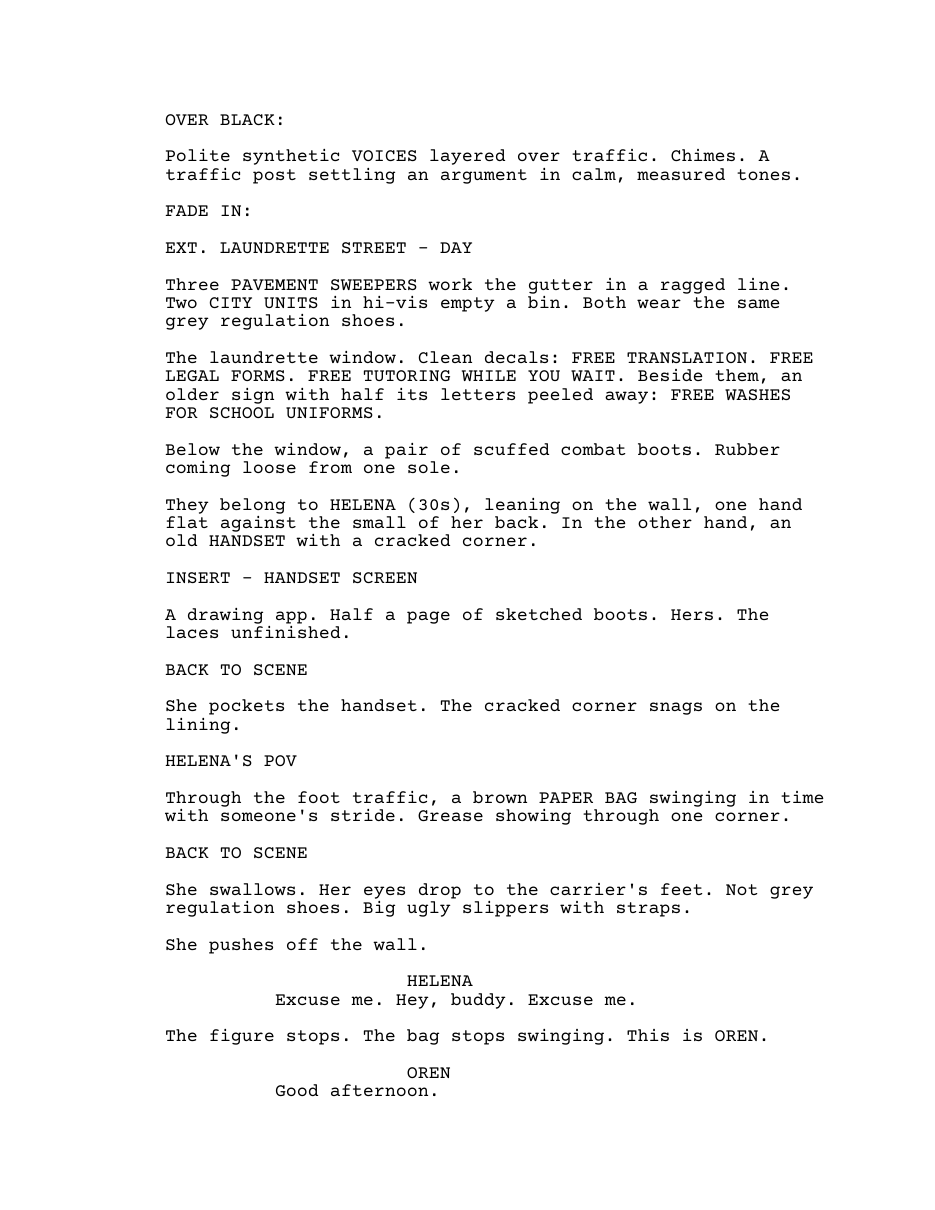 OVER BLACK:
Polite synthetic VOICES layered over traffic. Chimes. A
traffic post settling an argument in calm, measured tones.
FADE IN:
EXT. LAUNDRETTE STREET - DAY
Three PAVEMENT SWEEPERS work the gutter in a ragged line.
Two CITY UNITS in hi-vis empty a bin. Both wear the same
grey regulation shoes.
The laundrette window. Clean decals: FREE TRANSLATION. FREE
LEGAL FORMS. FREE TUTORING WHILE YOU WAIT. Beside them, an
older sign with half its letters peeled away: FREE WASHES
FOR SCHOOL UNIFORMS.
Below the window, a pair of scuffed combat boots. Rubber
coming loose from one sole.
They belong to HELENA (30s), leaning on the wall, one hand
flat against the small of her back. In the other hand, an
old HANDSET with a cracked corner.
INSERT - HANDSET SCREEN
A drawing app. Half a page of sketched boots. Hers. The
laces unfinished.
BACK TO SCENE
She pockets the handset. The cracked corner snags on the
lining.
HELENA'S POV
Through the foot traffic, a brown PAPER BAG swinging in time
with someone's stride. Grease showing through one corner.
BACK TO SCENE
She swallows. Her eyes drop to the carrier's feet. Not grey
regulation shoes. Big ugly slippers with straps.
She pushes off the wall.
HELENA
Excuse me. Hey, buddy. Excuse me.
The figure stops. The bag stops swinging. This is OREN.
OREN
Good afternoon.